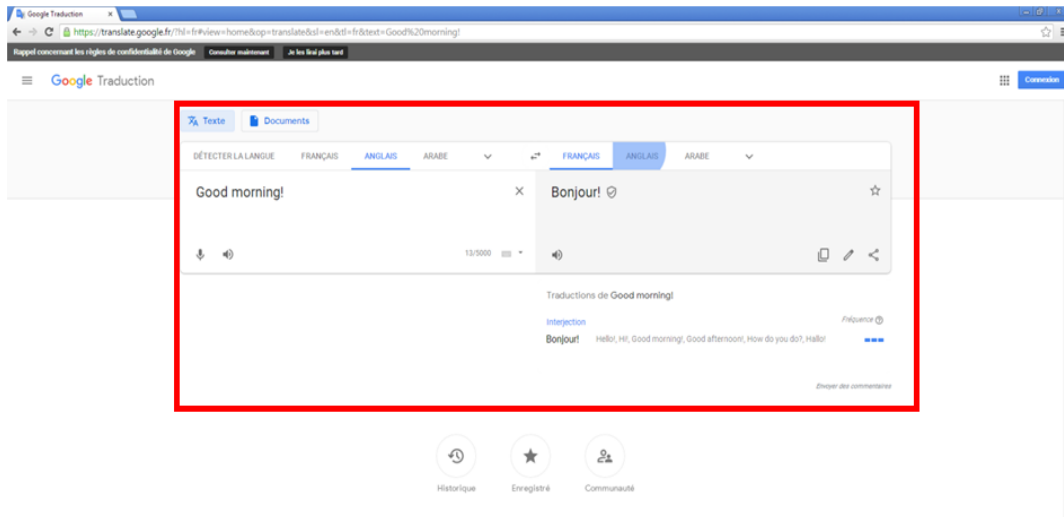 Google Traduction
https://translate.google.fr/?hl=fr#view=home&op=translate&sl=en&tl=fr&text=Good%20morning!
Rappel concernant les règles de confidentialité de Google Consulter maintenant Je les lirai plus tard
Google Traduction Connexion
Texte Documents
DÉTECTER LA LANGUE FRANÇAIS ANGLAIS ARABE FRANÇAIS ANGLAIS ARABE
Good morning! Bonjour!
13/5000
Traductions de Good morning!
Interjection Fréquence
Bonjour! Hello!, Hi!, Good morning!, Good afternoon!, How do you do?, Hallo!
Envoyer des commentaires
Historique Enregistré Communauté